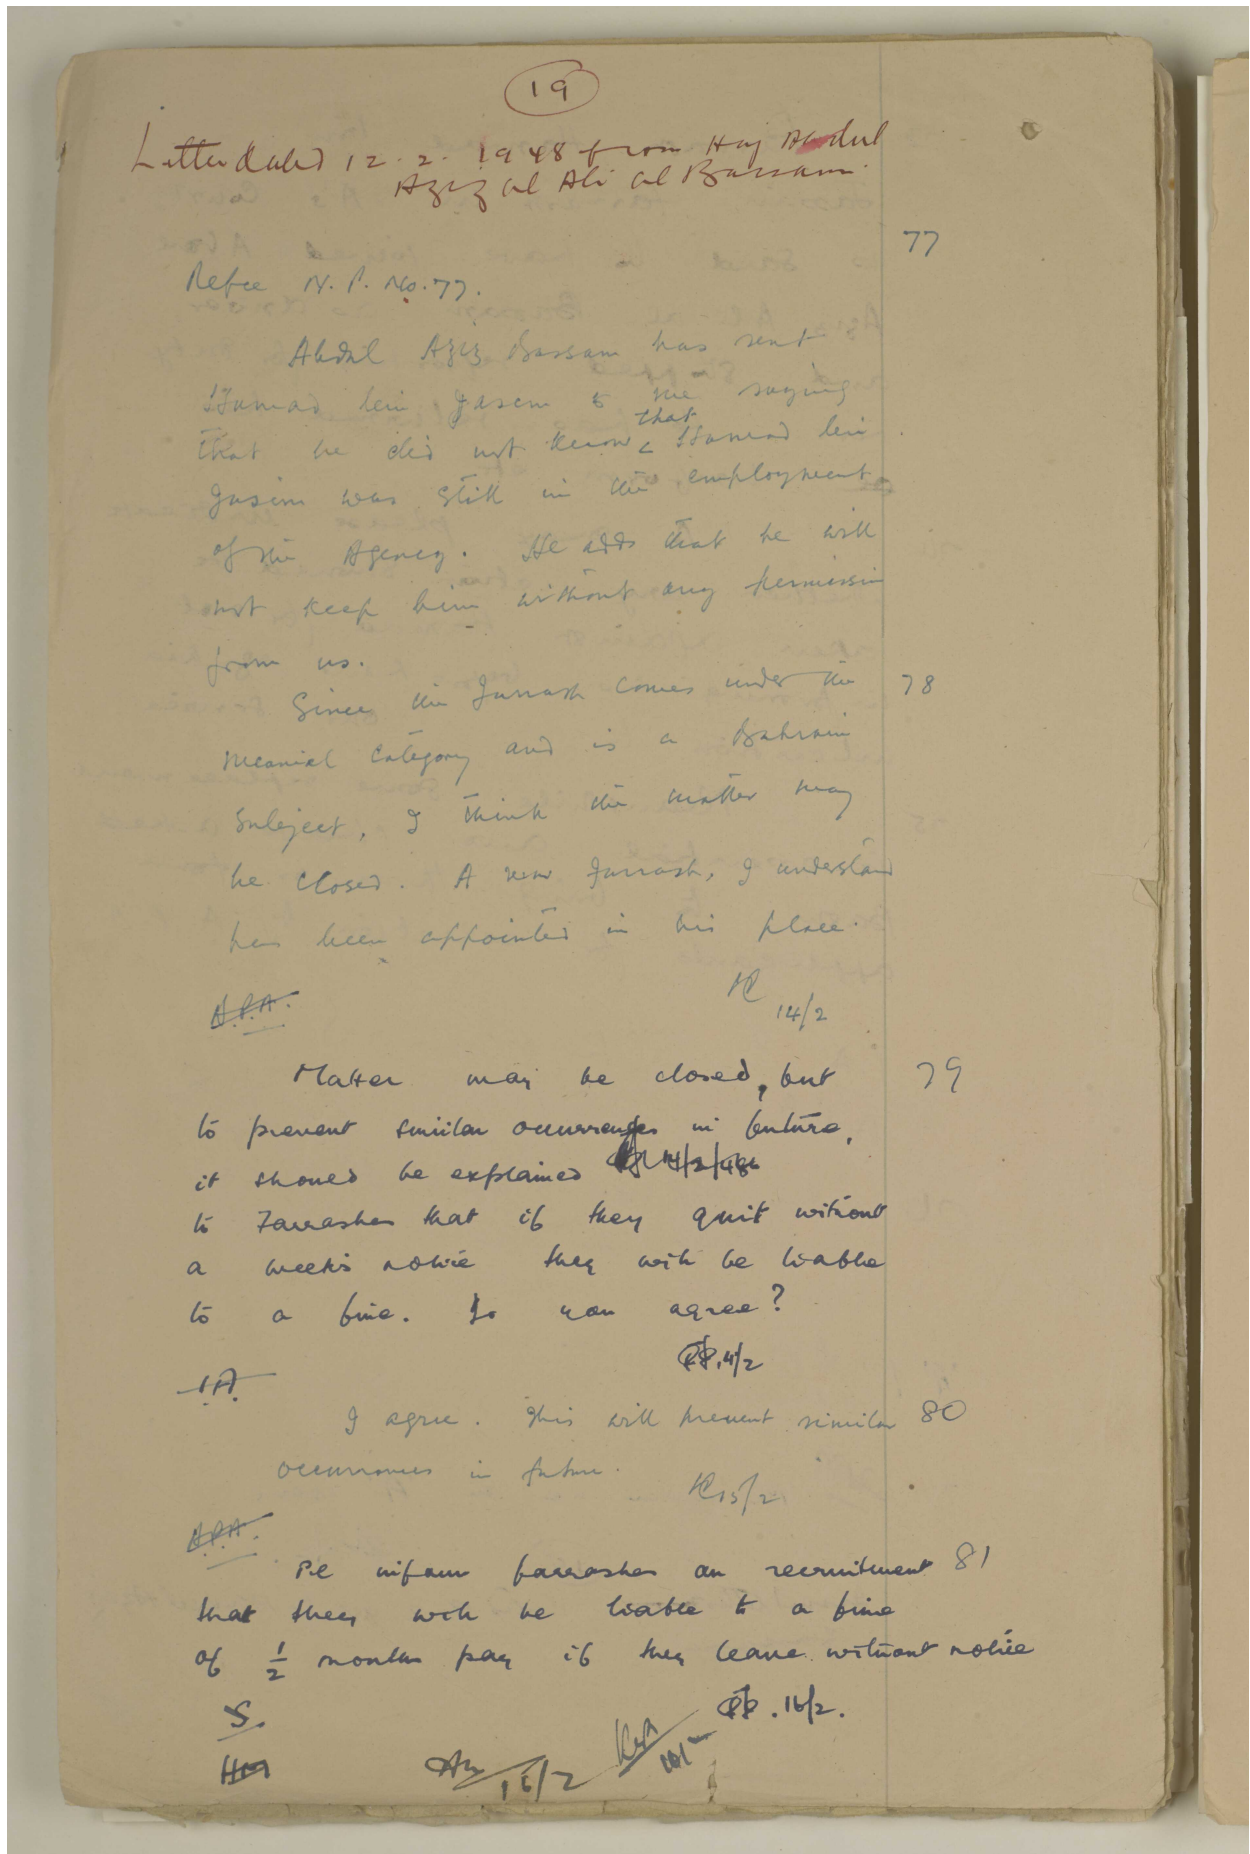 19
Letter dated 12.2.1948 from Haj Abdul
Aziz al Ali al Bassam.
77
Refce N.P. No.77.
Abdul Aziz Bassam has sent
Hamad bin Jasem to me saying
that he did not know that Hamad bin
Jasim was still in the employment
of the Agency. He adds that he will
not keep him without any permission
from us.
Since the farrash comes under the 78
menial category and is a Bahrain
Subject, I think the matter may
be closed. A new farrash, I understand
has been appointed in his place.
14/2
A.P.A.
Matter may be closed, but 79
to prevent similar occurrences in future,
it should be explained
to Farrashes that if they quit without
a week's notice they will be liable
to a fine. Do you agree?
14/2
I.A.
I agree. This will prevent similar 80
occurrences in future.
15/2
A.P.A.
Pl inform farrashes on recruitment 81
that they will be liable to a fine
of 1/2 months pay if they leave without notice
16/2.
S.
HM
16/2